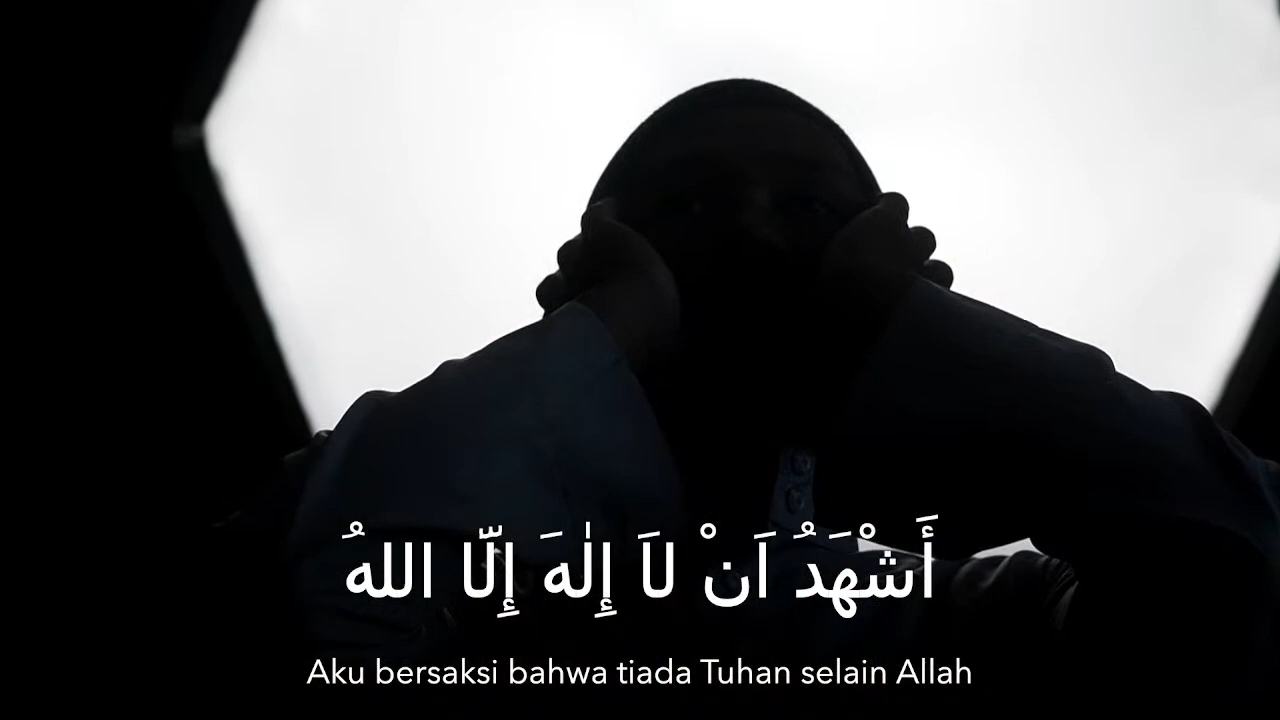 أَشْهَدُ اَنْ لاَ إِلٰهَ إِلَّا اللهُ
Aku bersaksi bahwa tiada Tuhan selain Allah